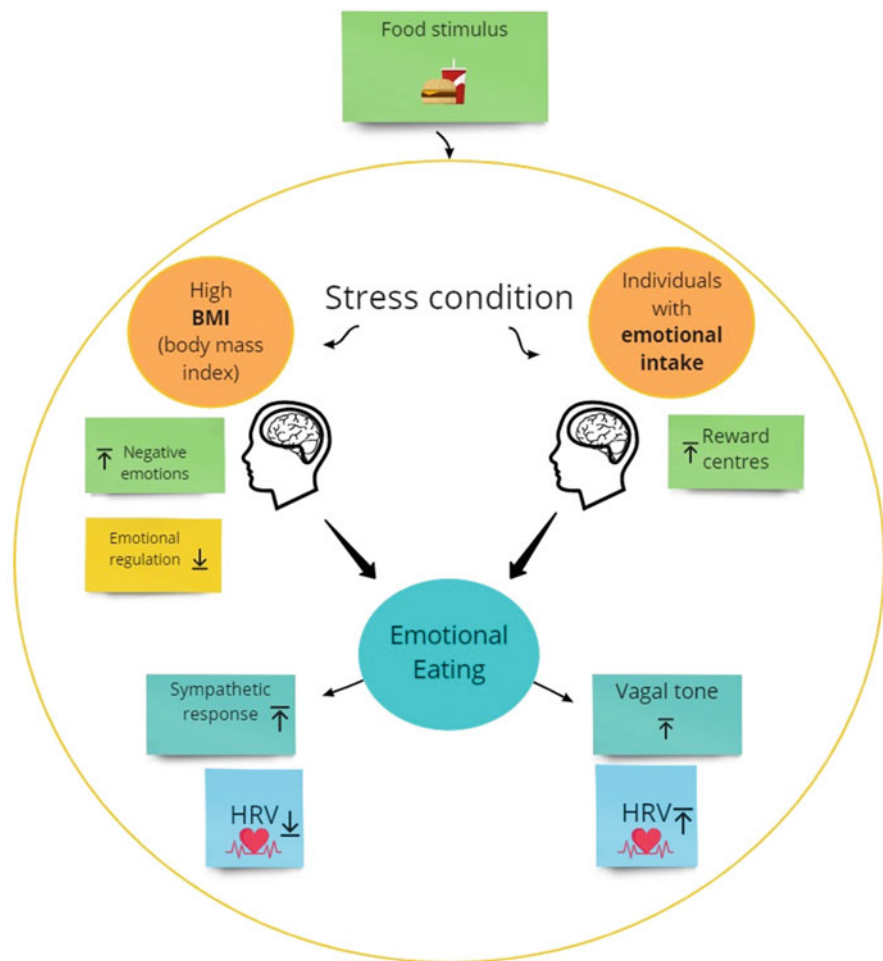 Food stimulus
High
BMI
(body mass
index)
Stress condition
Individuals
with
emotional
intake
Negative
emotions
Reward
centres
Emotional
regulation
Emotional
Eating
Sympathetic
response
Vagal tone
HRV
HRV